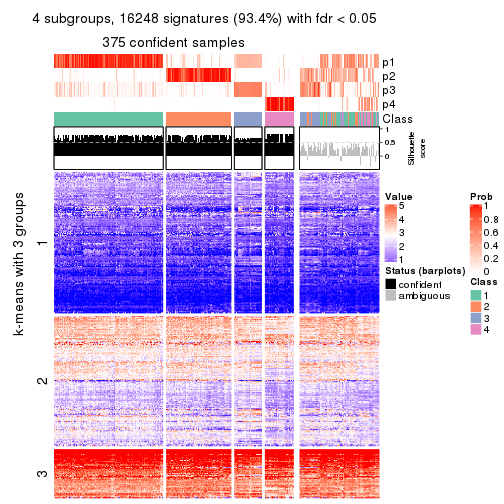 4 subgroups, 16248 signatures (93.4%) with fdr < 0.05
375 confident samples
p1
p2
p3
p4
Class
1
0.5
0
Silhouette
score
k-means with 3 groups
1
2
3
Value
5
4
3
2
1
Status (barplots)
confident
ambiguous
Prob
1
0.8
0.6
0.4
0.2
0
Class
1
2
3
4